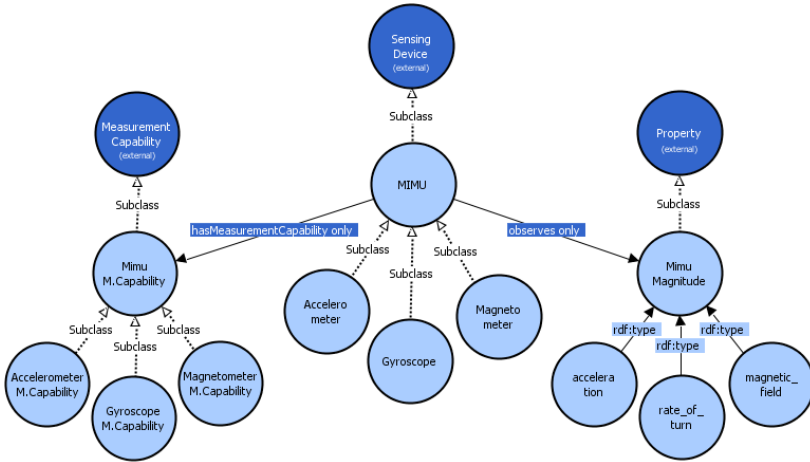 Sensing
Device
(external)
Subclass
Measurement
Capability
(external)
Property
(external)
Subclass
MIMU
Subclass
hasMeasurementCapability only
observes only
Mimu
M.Capability
Subclass
Subclass
Subclass
Mimu
Magnitude
Accelero
meter
Magneto
meter
Gyroscope
Subclass
Subclass
Subclass
rdf:type
rdf:type
rdf:type
Accelerometer
M.Capability
Gyroscope
M.Capability
Magnetometer
M.Capability
accelera
tion
rate_of_
turn
magnetic_
field